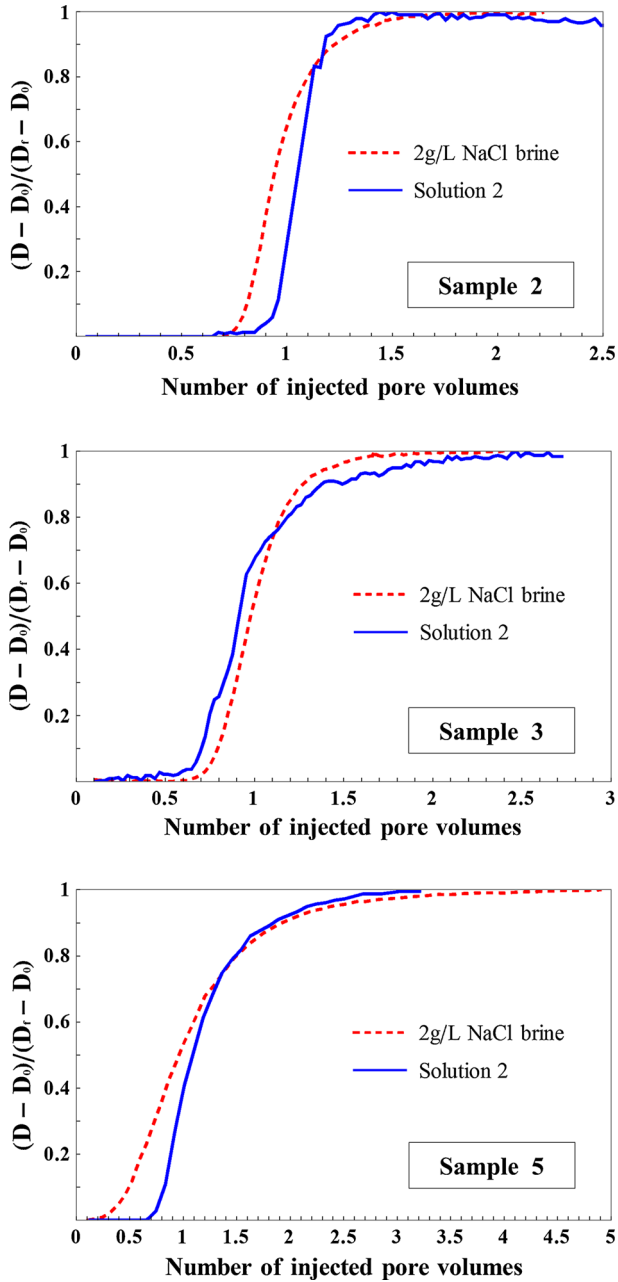 1
0.8
0.6
0.4
0.2
(D − D₀)/(Df − D₀)
2g/L NaCl brine
Solution 2
Sample 2
0 0.5 1 1.5 2 2.5
Number of injected pore volumes
1
0.8
0.6
0.4
0.2
(D − D₀)/(Df − D₀)
2g/L NaCl brine
Solution 2
Sample 3
0 0.5 1 1.5 2 2.5 3
Number of injected pore volumes
1
0.8
0.6
0.4
0.2
(D − D₀)/(Df − D₀)
2g/L NaCl brine
Solution 2
Sample 5
0 0.5 1 1.5 2 2.5 3 3.5 4 4.5 5
Number of injected pore volumes